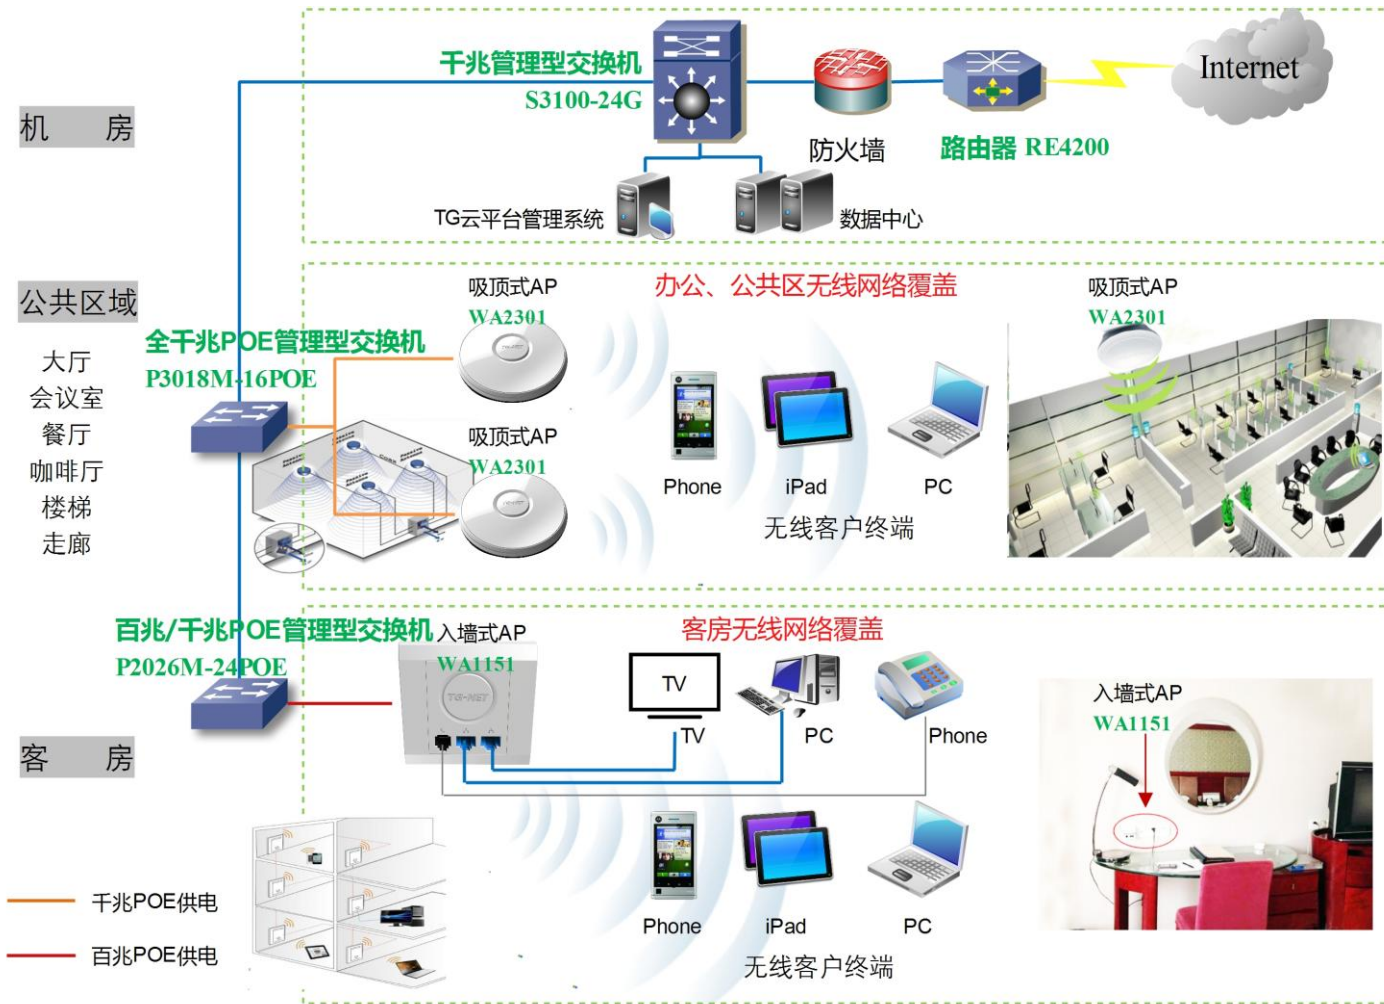 千兆管理型交换机
S3100-24G
Internet
机 房
防火墙
路由器 RE4200
TG云平台管理系统
数据中心
公共区域
大厅
会议室
餐厅
咖啡厅
楼梯
走廊
全千兆POE管理型交换机
P3018M-16POE
吸顶式AP
WA2301
TG-NET
吸顶式AP
WA2301
TG-NET
办公、公共区无线网络覆盖
Phone
iPad
PC
无线客户终端
吸顶式AP
WA2301
百兆/千兆POE管理型交换机
P2026M-24POE
入墙式AP
WA1151
TG-NET
客房无线网络覆盖
TV
TV
PC
Phone
入墙式AP
WA1151
客 房
Phone
iPad
PC
无线客户终端
千兆POE供电
百兆POE供电